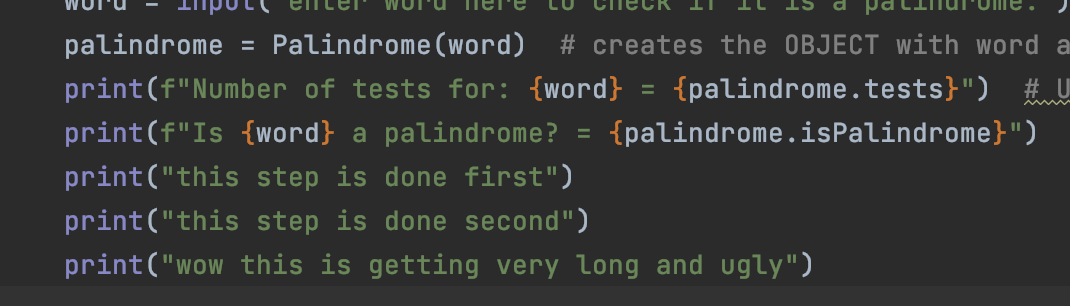 word = input("enter word here to check if it is a palindrome:")
palindrome = Palindrome(word)  # creates the OBJECT with word a
print(f"Number of tests for: {word} = {palindrome.tests}")  # U
print(f"Is {word} a palindrome? = {palindrome.isPalindrome}")
print("this step is done first")
print("this step is done second")
print("wow this is getting very long and ugly")